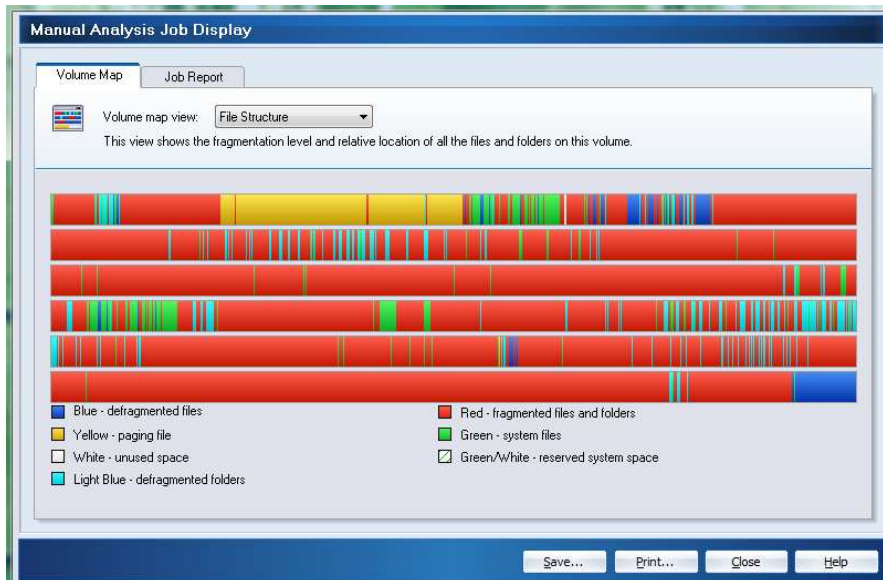 Manual Analysis Job Display
Volume Map
Job Report
Volume map view:
File Structure
This view shows the fragmentation level and relative location of all the files and folders on this volume.
Blue - defragmented files
Red - fragmented files and folders
Yellow - paging file
Green - system files
White - unused space
Green/White - reserved system space
Light Blue - defragmented folders
Save...
Print...
Close
Help